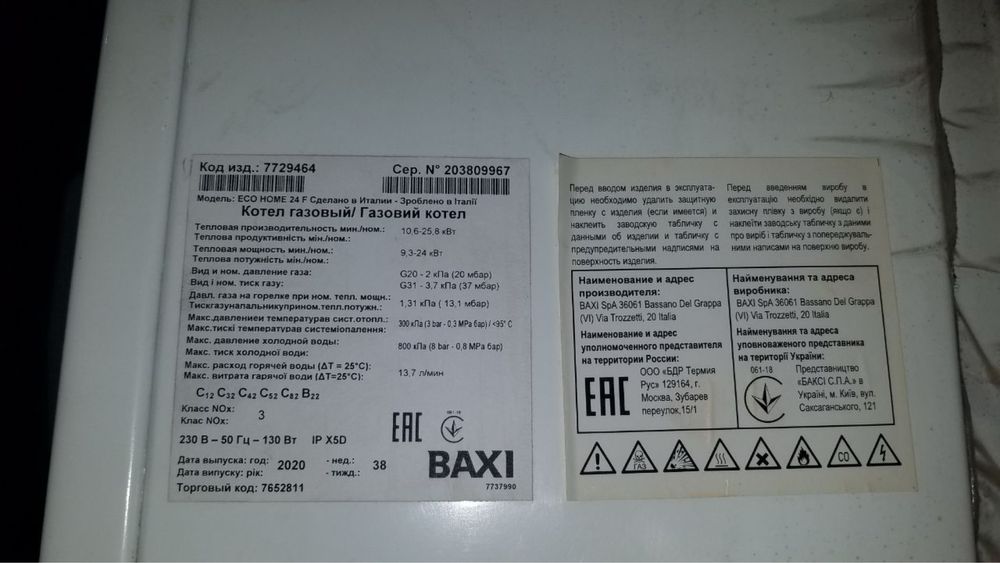 Код изд.: 7729464
Сер. N° 203809967
Модель: ECO HOME 24 F Сделано в Италии - Зроблено в Італії
Котел газовый/ Газовий котел
Тепловая производительность мин./ном.:
Теплова продуктивність мін./ном.:
10,6-25,8 кВт
Тепловая мощность мин./ном.:
Теплова потужність мін./ном.:
9,3-24 кВт
Вид и ном. давление газа:
Вид і ном. тиск газу:
G20 - 2 кПа (20 мбар)
G31 - 3,7 кПа (37 мбар)
Давл. газа на горелке при ном. тепл. мощн.:
Тискгазунапальникуприном.тепл.потужн.:
1,31 кПа ( 13,1 мбар)
Макс.давлениеи температурав сист.отопл.:
Макс.тискі температурав системіопалення:
300 кПа (3 bar - 0,3 MPa бар) / <95° C
Макс. давление холодной воды:
Макс. тиск холодної води:
800 кПа (8 bar - 0,8 MPa бар)
Макс. расход горячей воды (ΔT = 25°C):
Макс. витрата гарячої води (ΔT=25°C):
13,7 л/мин
C12 C32 C42 C52 C82 B22
Класс NOx:
Клас NOx:
3
230 В – 50 Гц – 130 Вт IP X5D
EAC
061-18
Дата выпуска: год:
Дата випуску: рік:
2020
- нед.:
- тижд.:
38
BAXI
Торговый код: 7652811
7737990
Перед вводом изделия в эксплуата-
цию необходимо удалить защитную
пленку с изделия (если имеется) и
наклеить заводскую табличку с
данными об изделии и табличку с
предупредительными надписями на
поверхность изделия.
Перед введенням виробу в
експлуатацію необхідно видалити
захисну плівку з виробу (якщо є) і
наклеїти заводську табличку з даними
про виріб і табличку з попереджуваль-
ними написами на поверхню виробу.
Наименование и адрес
производителя:
BAXI SpA 36061 Bassano Del Grappa
(VI) Via Trozzetti, 20 Italia
Наименование и адрес
уполномоченного представителя
на территории России:
EAC
ООО «БДР Термия
Рус» 129164, г.
Москва, Зубарев
переулок,15/1
Найменування та адреса
виробника:
BAXI SpA 36061 Bassano Del Grappa
(VI) Via Trozzetti, 20 Italia
Найменування та адреса
уповноваженого представника
на території України:
061-18
Представництво
«БАКСІ С.П.А.» в
Україні, м. Київ, вул.
Саксаганського, 121
ГАЗ
CO